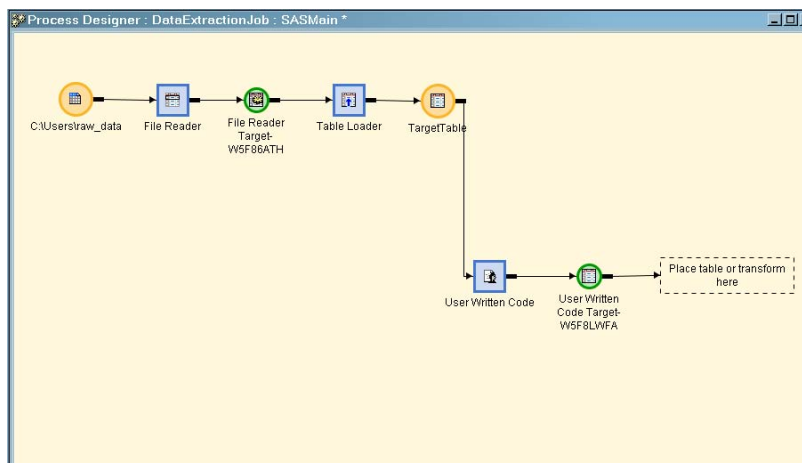 Process Designer : DataExtractionJob : SASMain *
C:\Users\raw_data
File Reader
File Reader
Target-
W5F86ATH
Table Loader
TargetTable
User Written Code
User Written
Code Target-
W5F8LWFA
Place table or transform
here